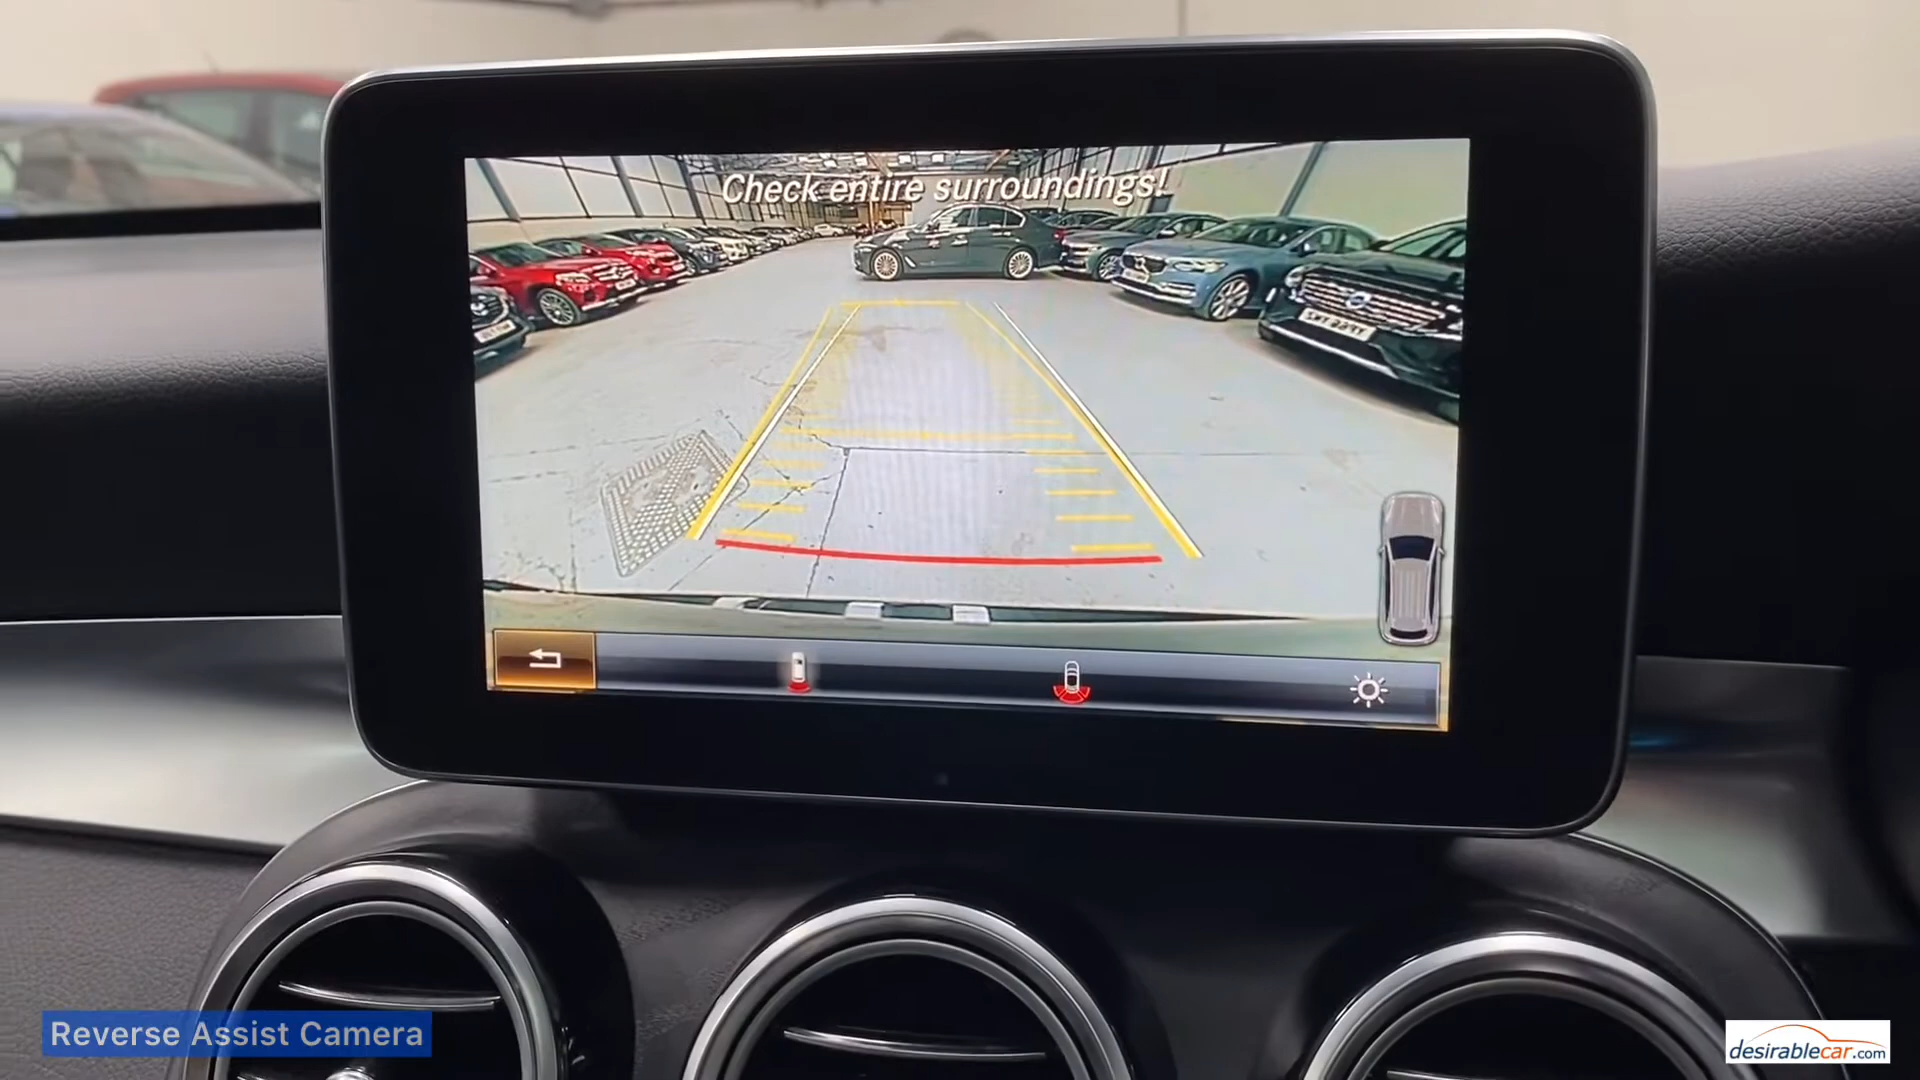 Check entire surroundings!
Reverse Assist Camera
desirablecar.com